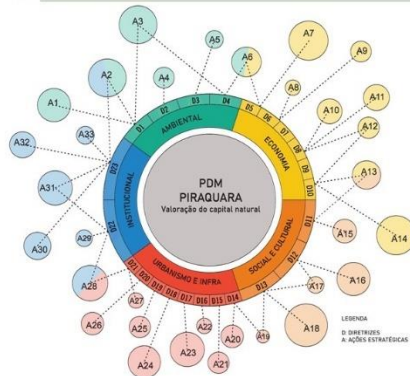 A3
A7
A5
A9
A6
A2
A4
A8
A1
A10
A11
A12
A33
A32
A13
A31
A14
A15
A29
A30
A16
A28
A17
A27
A26
A25
A18
A22
A20
A19
A23
A24
A21
D1
D2
D3
D4
D5
D6
D7
D8
D9
D10
D11
D12
D13
D14
D15
D16
D17
D18
D19
D20
D21
D22
D23
AMBIENTAL
ECONOMIA
SOCIAL E CULTURAL
URBANISMO E INFRA
INSTITUCIONAL
PDM
PIRAQUARA
Valoração do capital natural
LEGENDA
D: DIRETRIZES
A: AÇÕES ESTRATÉGICAS